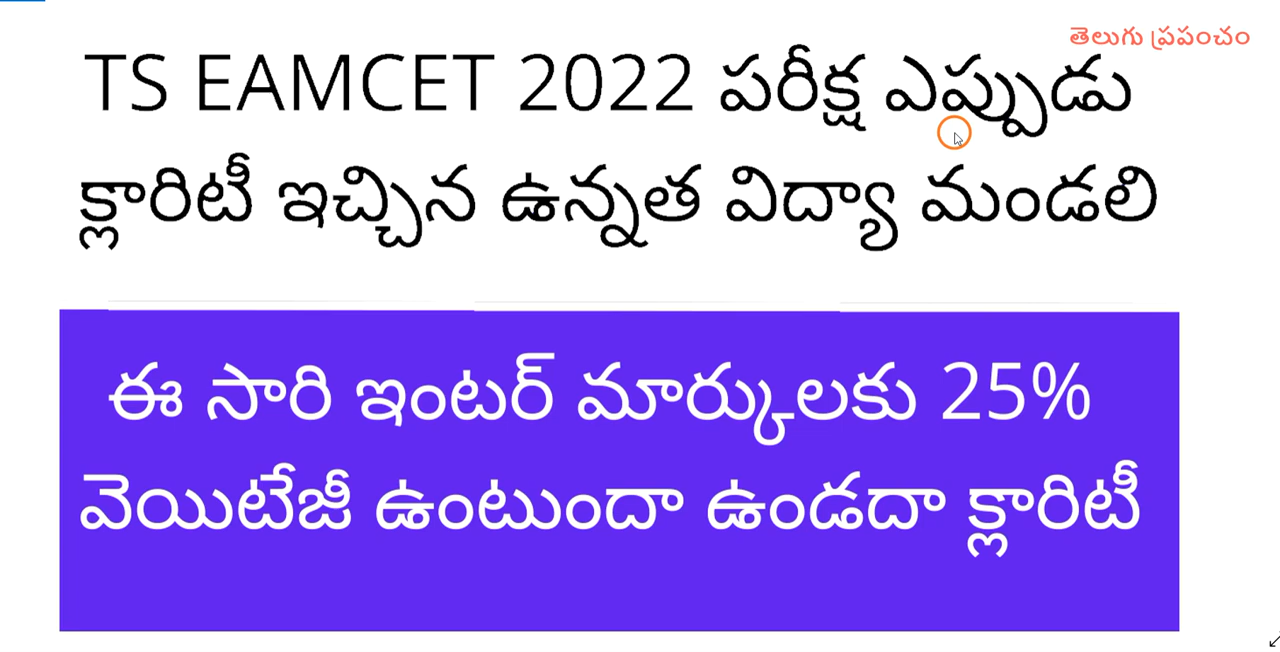 తెలుగు ప్రపంచం
TS EAMCET 2022 పరీక్ష ఎప్పుడు
క్లారిటీ ఇచ్చిన ఉన్నత విద్యా మండలి
ఈ సారి ఇంటర్ మార్కులకు 25%
వెయిటేజీ ఉంటుందా ఉండదా క్లారిటీ